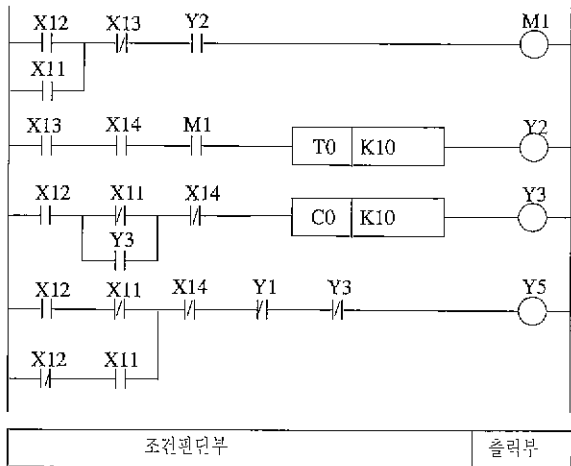 X12 X13 Y2 M1
X11
X13 X14 M1 T0 K10 Y2
X12 X11 X14 C0 K10 Y3
Y3
X12 X11 X14 Y1 Y3 Y5
X12 X11
조건판단부 출력부